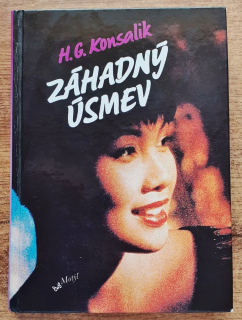 H. G. Konsalik
ZÁHADNÝ
ÚSMEV
Motýľ